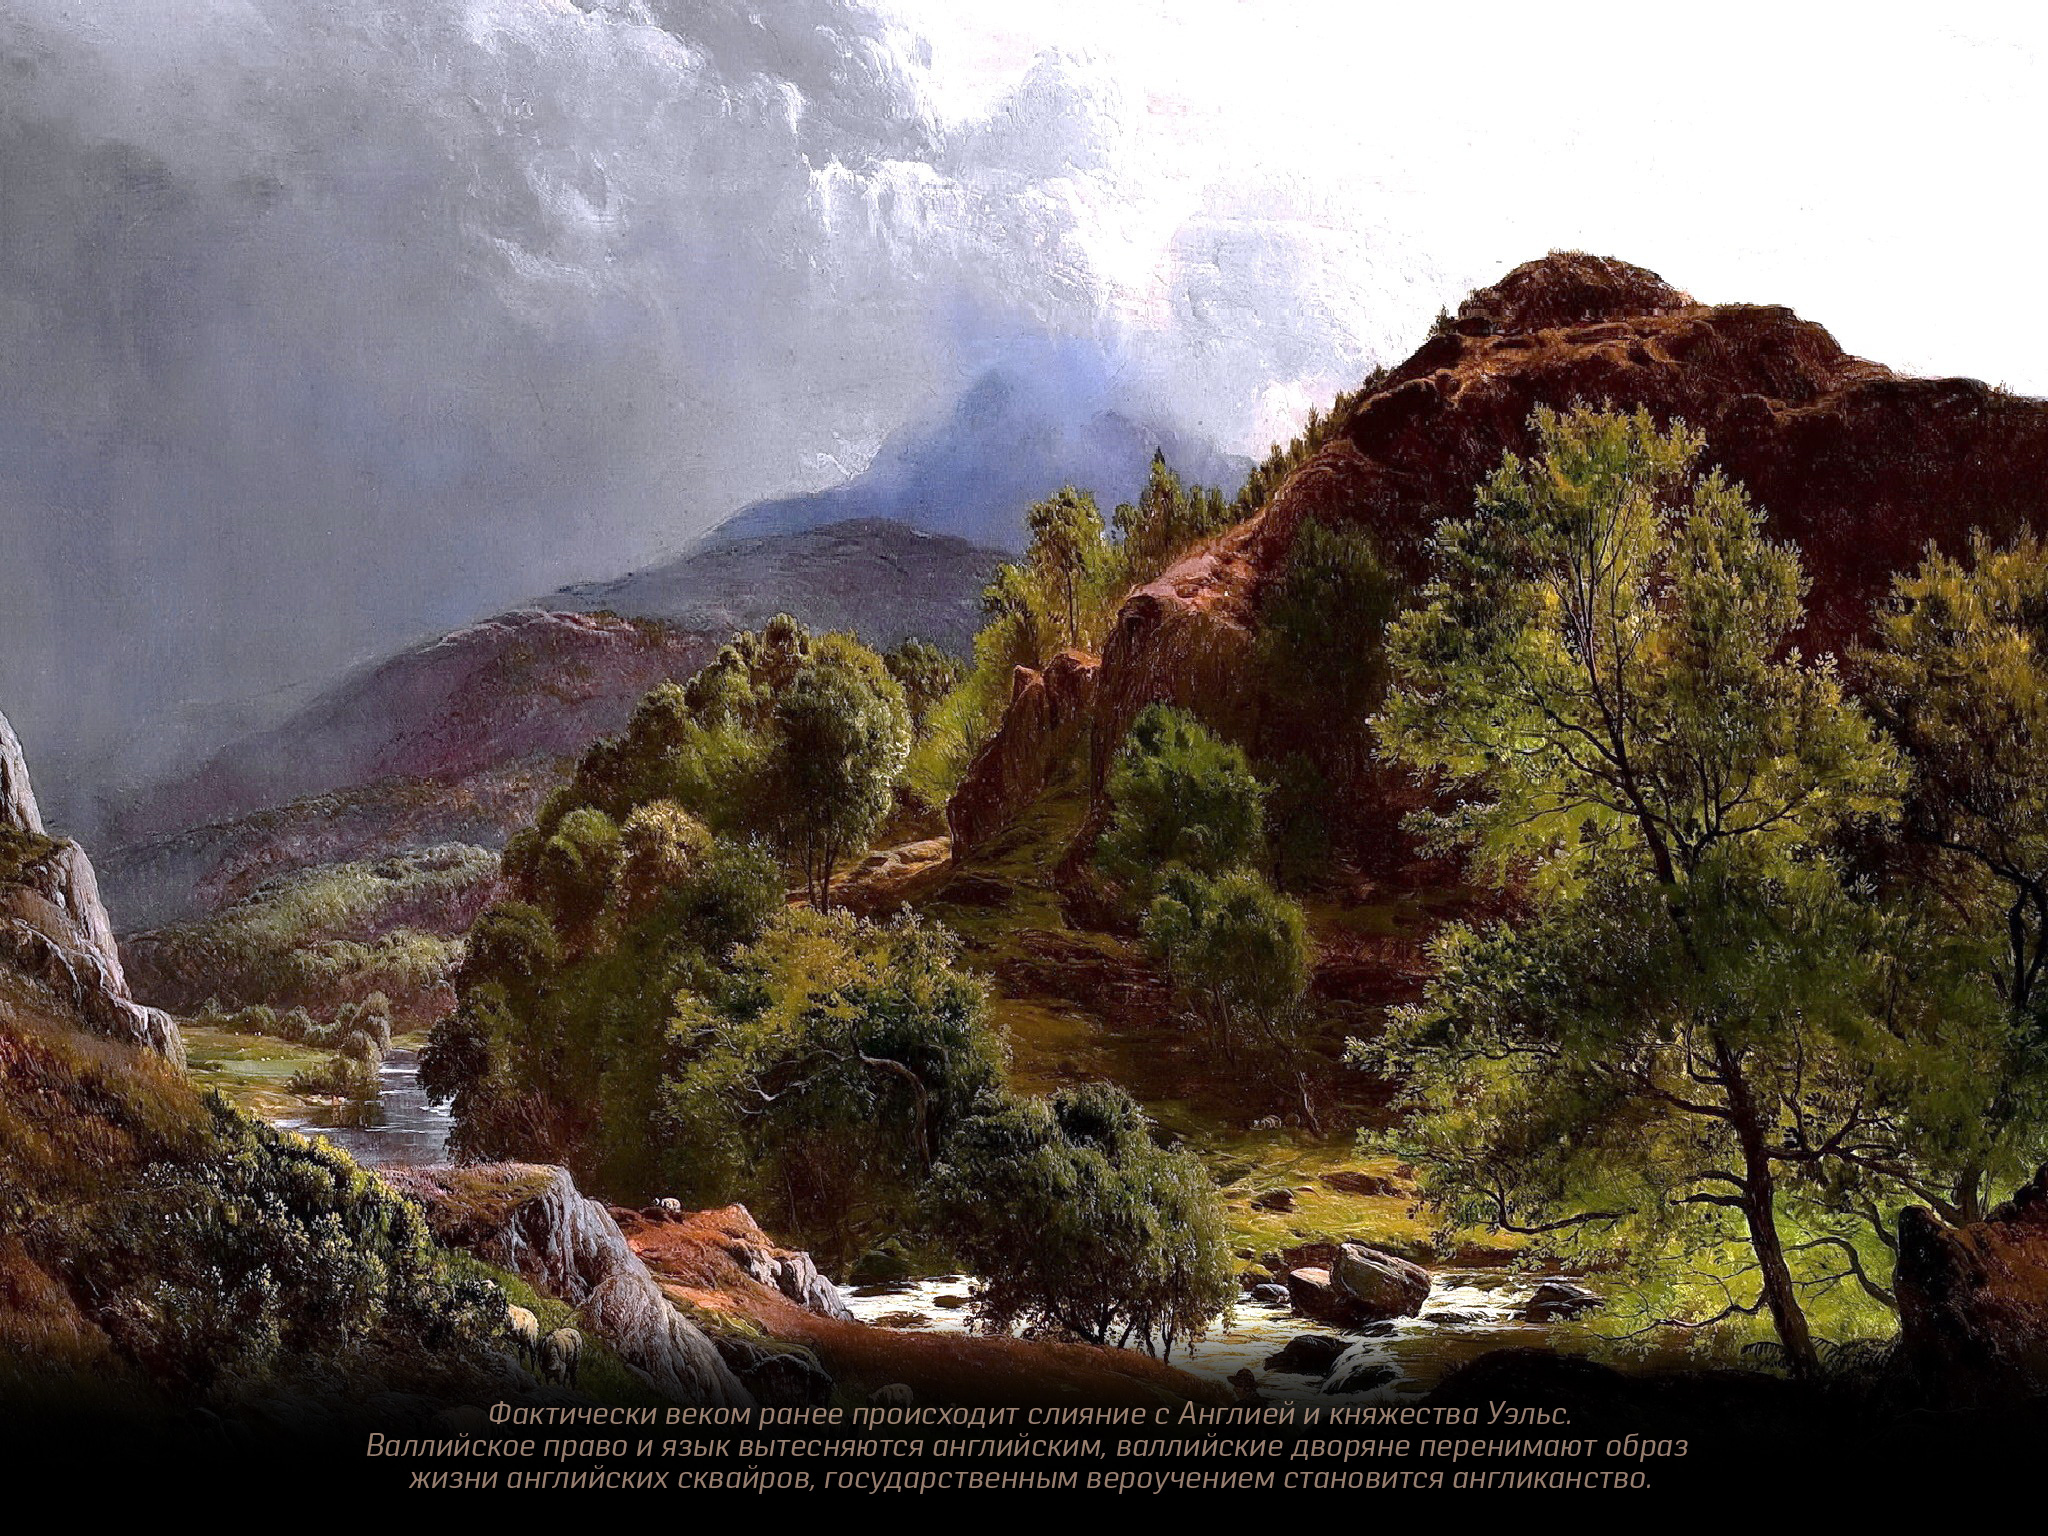 Фактически веком ранее происходит слияние с Англией и княжества Уэльс.
Валлийское право и язык вытесняются английским, валлийские дворяне перенимают образ
жизни английских сквайров, государственным вероучением становится англиканство.